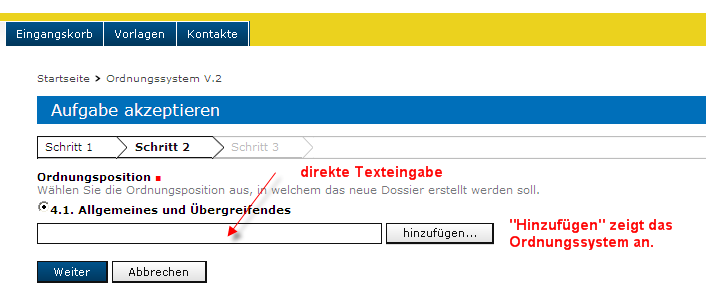 Eingangskorb Vorlagen Kontakte
Startseite > Ordnungssystem V.2
Aufgabe akzeptieren
Schritt 1 Schritt 2 Schritt 3
Ordnungsposition
direkte Texteingabe
Wählen Sie die Ordnungsposition aus, in welchem das neue Dossier erstellt werden soll.
4.1. Allgemeines und Übergreifendes
hinzufügen...
"Hinzufügen" zeigt das
Ordnungssystem an.
Weiter Abbrechen